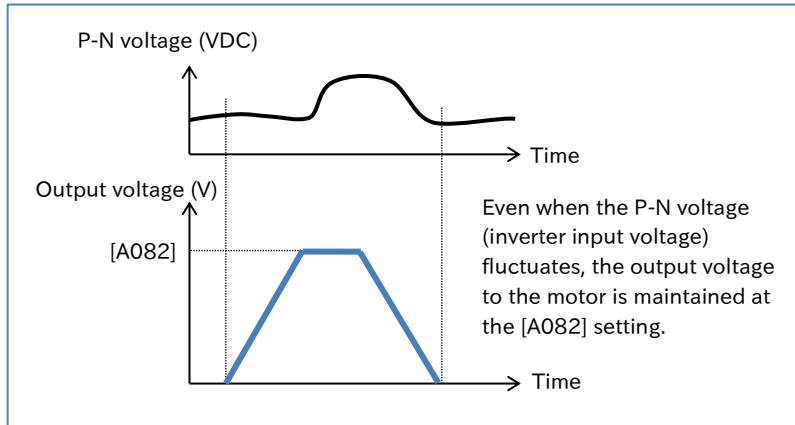 P-N voltage (VDC)
Time
Output voltage (V)
[A082]
Even when the P-N voltage
(inverter input voltage)
fluctuates, the output voltage
to the motor is maintained at
the [A082] setting.
Time